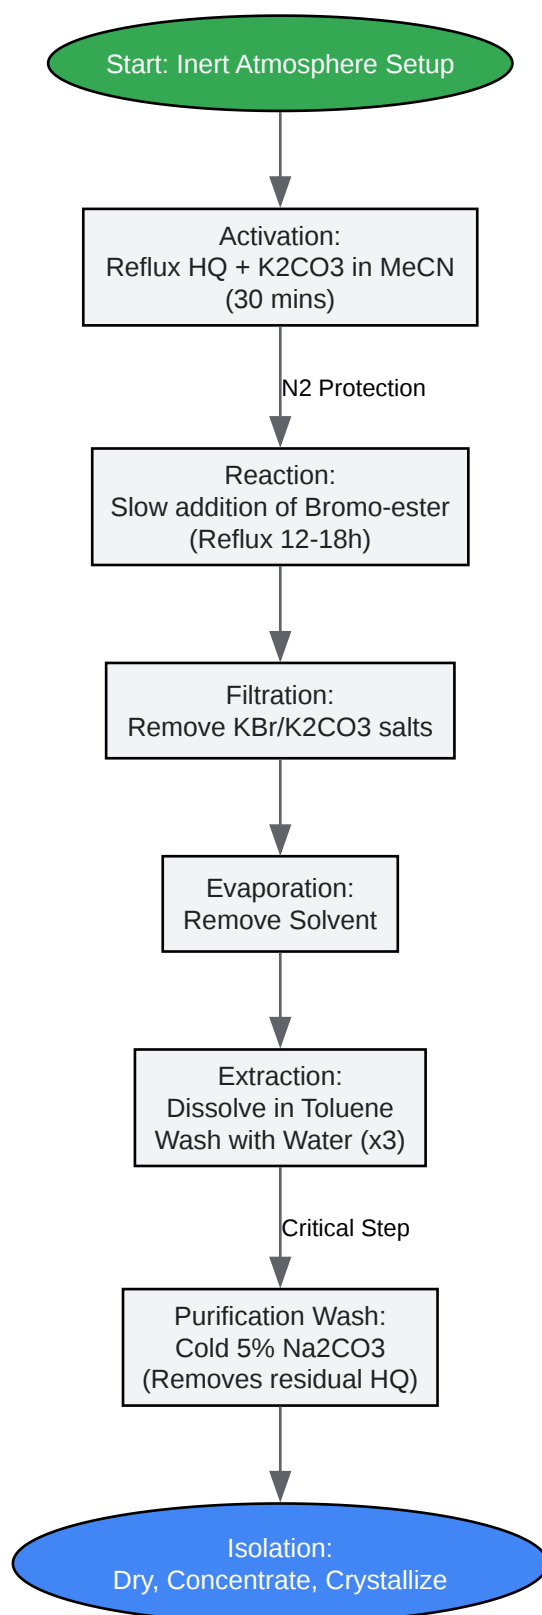 Start: Inert Atmosphere Setup
Activation:
Reflux HQ + K2CO3 in MeCN
(30 mins)
N2 Protection
Reaction:
Slow addition of Bromo-ester
(Reflux 12-18h)
Filtration:
Remove KBr/K2CO3 salts
Evaporation:
Remove Solvent
Extraction:
Dissolve in Toluene
Wash with Water (x3)
Critical Step
Purification Wash:
Cold 5% Na2CO3
(Removes residual HQ)
Isolation:
Dry, Concentrate, Crystallize